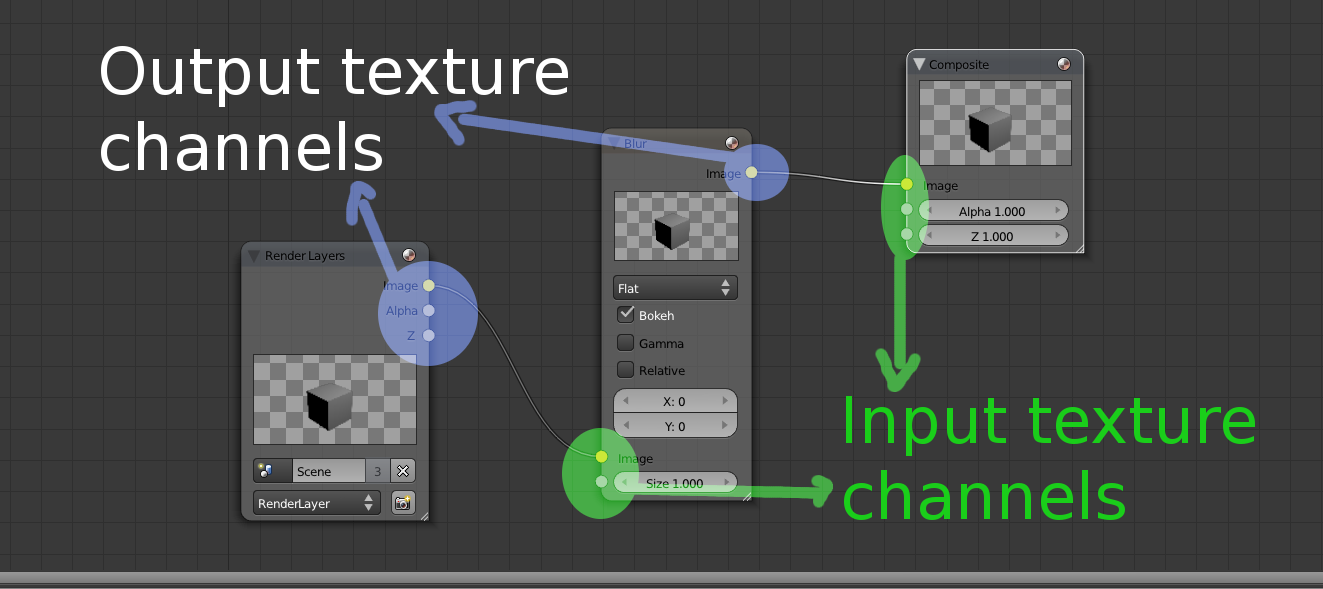 Output texture
channels
Render Layers
Image
Alpha
Z
Scene
3
RenderLayer
Blur
Image
Flat
Bokeh
Gamma
Relative
X: 0
Y: 0
Image
Size 1.000
Composite
Image
Alpha 1.000
Z 1.000
Input texture
channels